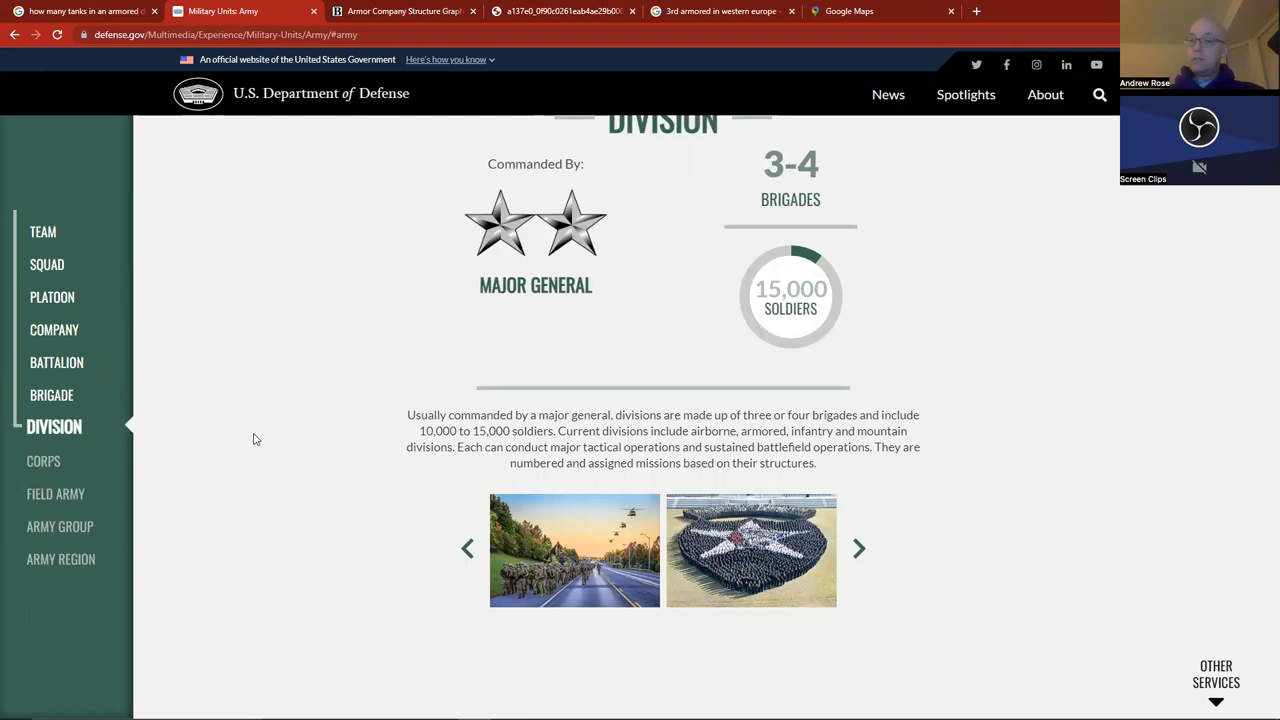 how many tanks in an armored d
Military Units: Army
Armor Company Structure Graph
a137e0_0f90c0261eab4ae29b000
3rd armored in western europe -
Google Maps
defense.gov/Multimedia/Experience/Military-Units/Army/#army
An official website of the United States Government
Here's how you know
U.S. Department of Defense
News
Spotlights
About
Andrew Rose
Screen Clips
TEAM
SQUAD
PLATOON
COMPANY
BATTALION
BRIGADE
DIVISION
CORPS
FIELD ARMY
ARMY GROUP
ARMY REGION
DIVISION
Commanded By:
MAJOR GENERAL
3-4
BRIGADES
15,000
SOLDIERS
Usually commanded by a major general, divisions are made up of three or four brigades and include
10,000 to 15,000 soldiers. Current divisions include airborne, armored, infantry and mountain
divisions. Each can conduct major tactical operations and sustained battlefield operations. They are
numbered and assigned missions based on their structures.
OTHER
SERVICES